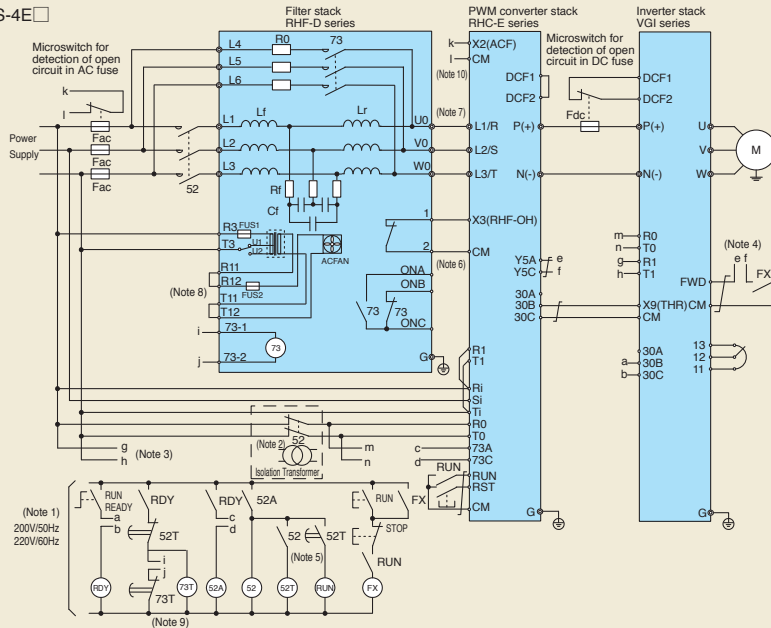 S-4E□
Filter stack
RHF-D series
PWM converter stack
RHC-E series
Inverter stack
VGI series
Microswitch for
detection of open
circuit in AC fuse
Microswitch for
detection of open
circuit in DC fuse
k
l
Power
Supply
Fac
Fac
Fac
52
L4
R0
73
L5
L6
L1
Lf
Lr
U0
L2
V0
L3
W0
Rf
Cf
R3
FUS1
T3
U1
U2
ACFAN
R11
R12
FUS2
T11
T12
(Note 8)
i
73-1
73
j
73-2
1
2
ONA
ONB
73
73
ONC
G
k
X2(ACF)
l
CM
(Note 10)
(Note 7)
DCF1
DCF2
L1/R
P(+)
L2/S
L3/T
N(-)
X3(RHF-OH)
CM
(Note 6)
Y5A
e
Y5C
f
30A
30B
30C
R1
T1
Ri
Si
Ti
R0
T0
c
73A
d
73C
RUN
RUN
RST
CM
G
Fdc
DCF1
DCF2
P(+)
U
V
M
N(-)
W
m
R0
n
T0
g
R1
h
T1
(Note 4)
e f
FWD
FX
X9(THR)
CM
CM
30A
a
30B
b
30C
13
12
11
G
g
h
(Note 3)
(Note 2)
52
Isolation Transformer
m
n
(Note 1)
200V/50Hz
220V/60Hz
RUN
READY
a
b
RDY
52T
i
j
73T
RDY
c
d
52A
52
52T
(Note 5)
RUN
FX
STOP
RUN
RDY
73T
52A
52
52T
RUN
FX
(Note 9)